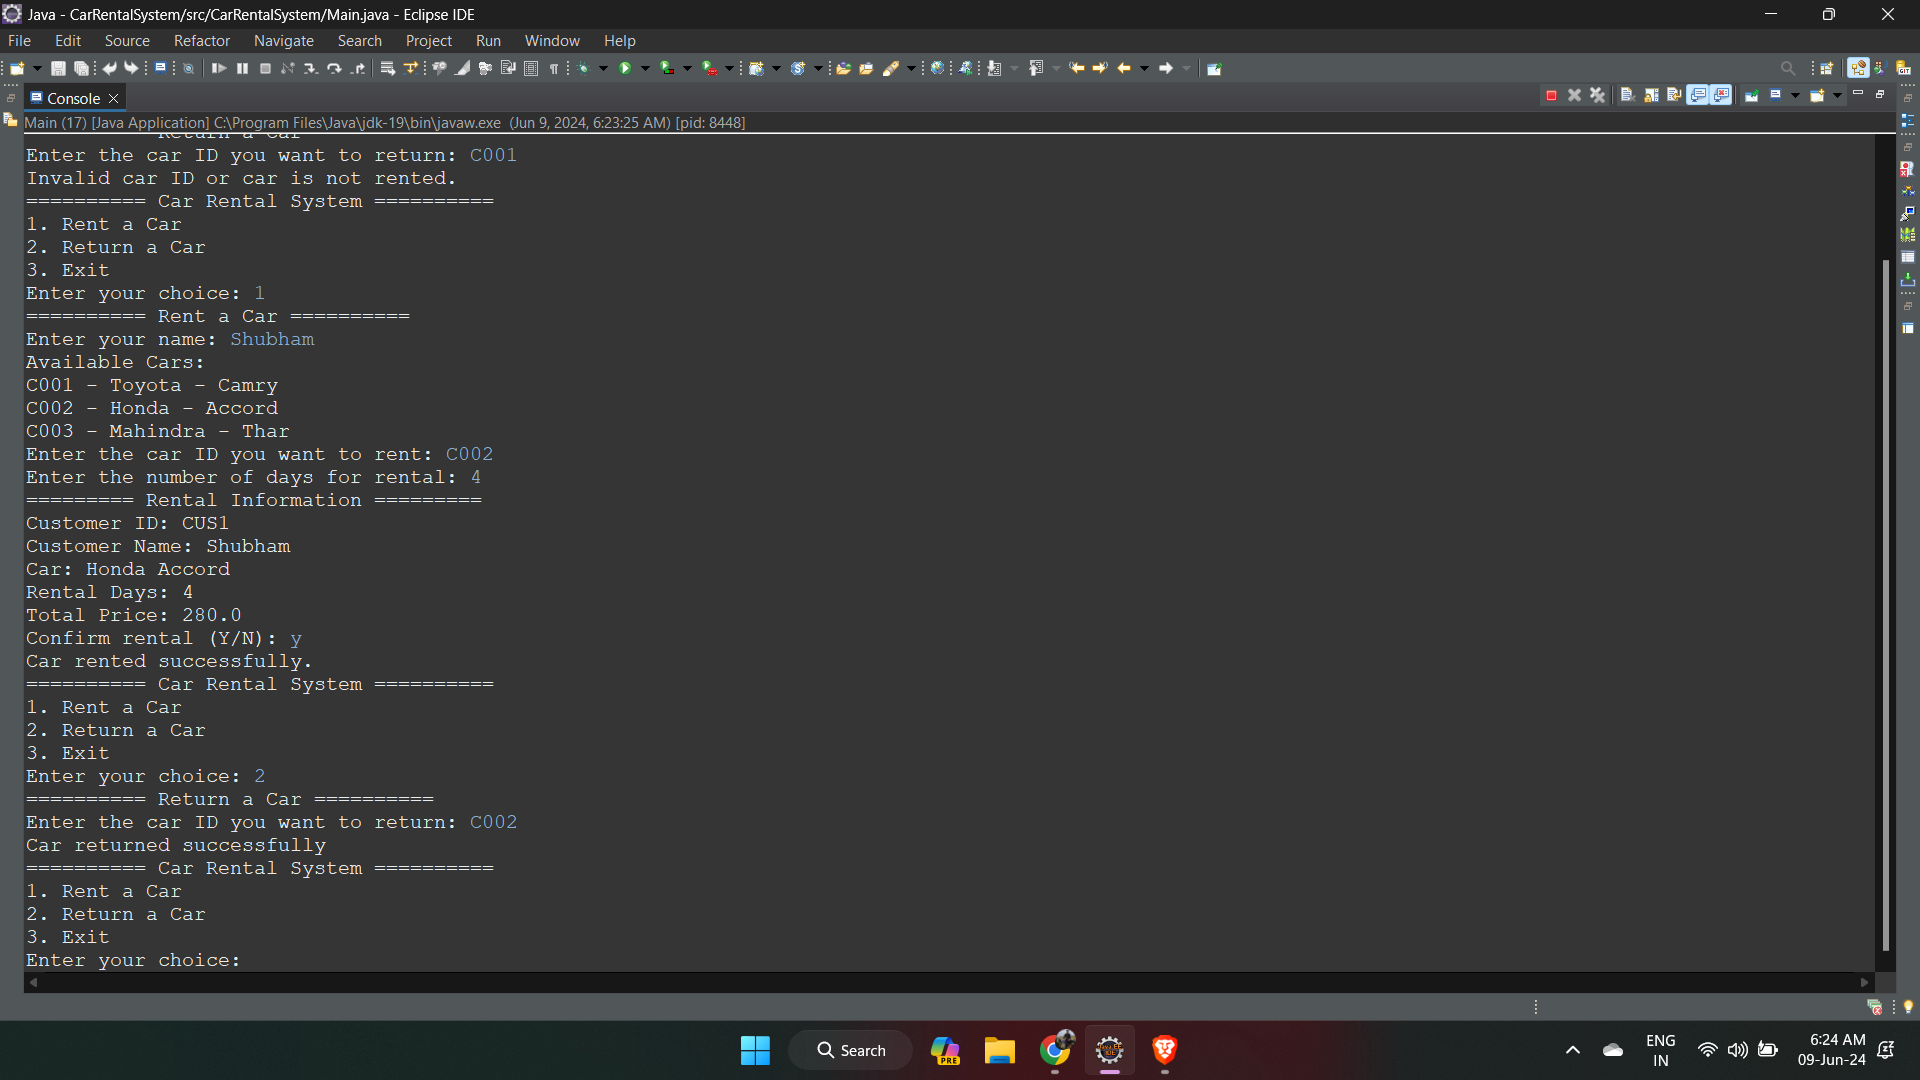 Java - CarRentalSystem/src/CarRentalSystem/Main.java - Eclipse IDE
File Edit Source Refactor Navigate Search Project Run Window Help
Console
Main (17) [Java Application] C:\Program Files\Java\jdk-19\bin\javaw.exe (Jun 9, 2024, 6:23:25 AM) [pid: 8448]
Return a Car
Enter the car ID you want to return: C001
Invalid car ID or car is not rented.
========== Car Rental System ==========
1. Rent a Car
2. Return a Car
3. Exit
Enter your choice: 1
========== Rent a Car ==========
Enter your name: Shubham
Available Cars:
C001 - Toyota - Camry
C002 - Honda - Accord
C003 - Mahindra - Thar
Enter the car ID you want to rent: C002
Enter the number of days for rental: 4
========= Rental Information =========
Customer ID: CUS1
Customer Name: Shubham
Car: Honda Accord
Rental Days: 4
Total Price: 280.0
Confirm rental (Y/N): y
Car rented successfully.
========== Car Rental System ==========
1. Rent a Car
2. Return a Car
3. Exit
Enter your choice: 2
========== Return a Car ==========
Enter the car ID you want to return: C002
Car returned successfully
========== Car Rental System ==========
1. Rent a Car
2. Return a Car
3. Exit
Enter your choice:
Search
PRE
ENG
IN
6:24 AM
09-Jun-24